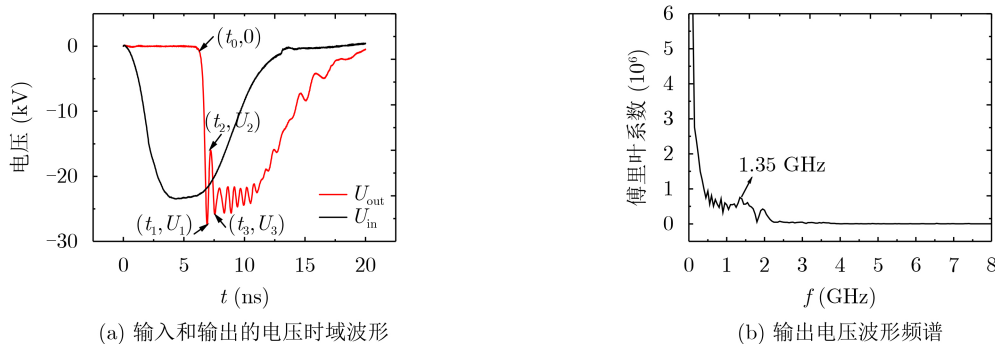 0
−10
−20
−30
电压 (kV)
(t₀,0)
(t₂, U₂)
(t₁, U₁)
(t₃, U₃)
U_out
U_in
0 5 10 15 20
t (ns)
(a) 输入和输出的电压时域波形
6
5
4
3
2
1
0
傅里叶系数 (10⁶)
1.35 GHz
0 1 2 3 4 5 6 7 8
f (GHz)
(b) 输出电压波形频谱